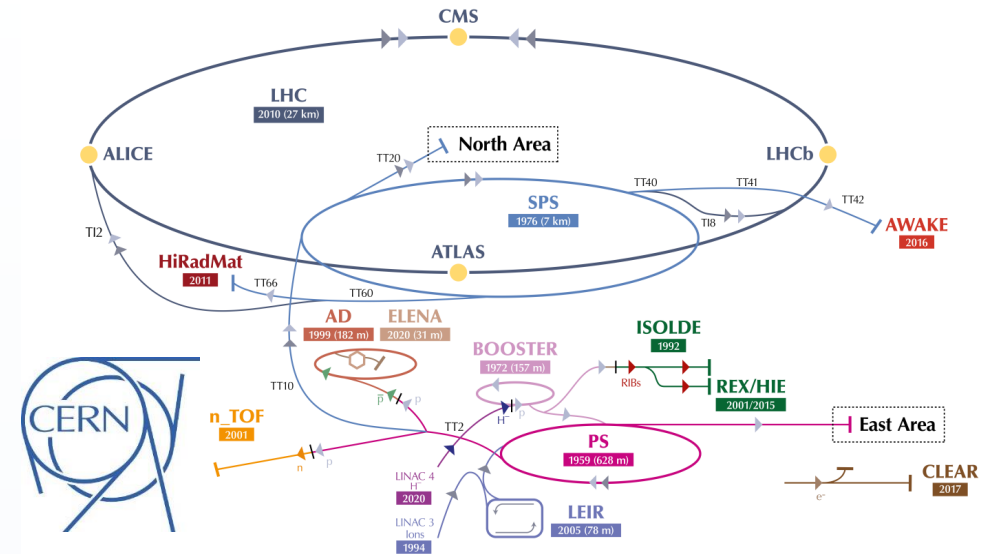 CMS
LHC
2010 (27 km)
ALICE
TT20
North Area
LHCb
TT40
TT41
TT42
SPS
1976 (7 km)
TI8
AWAKE
2016
TI2
HiRadMat
2011
ATLAS
TT66
TT60
AD
1999 (182 m)
ELENA
2020 (31 m)
ISOLDE
1992
BOOSTER
1972 (157 m)
RIBs
REX/HIE
2001/2015
TT10
p̄
p
H⁻
p
CERN
n_TOF
2001
TT2
East Area
PS
1959 (628 m)
n
p
LINAC 4
H⁻
2020
CLEAR
2017
e⁻
LINAC 3
Ions
1994
LEIR
2005 (78 m)